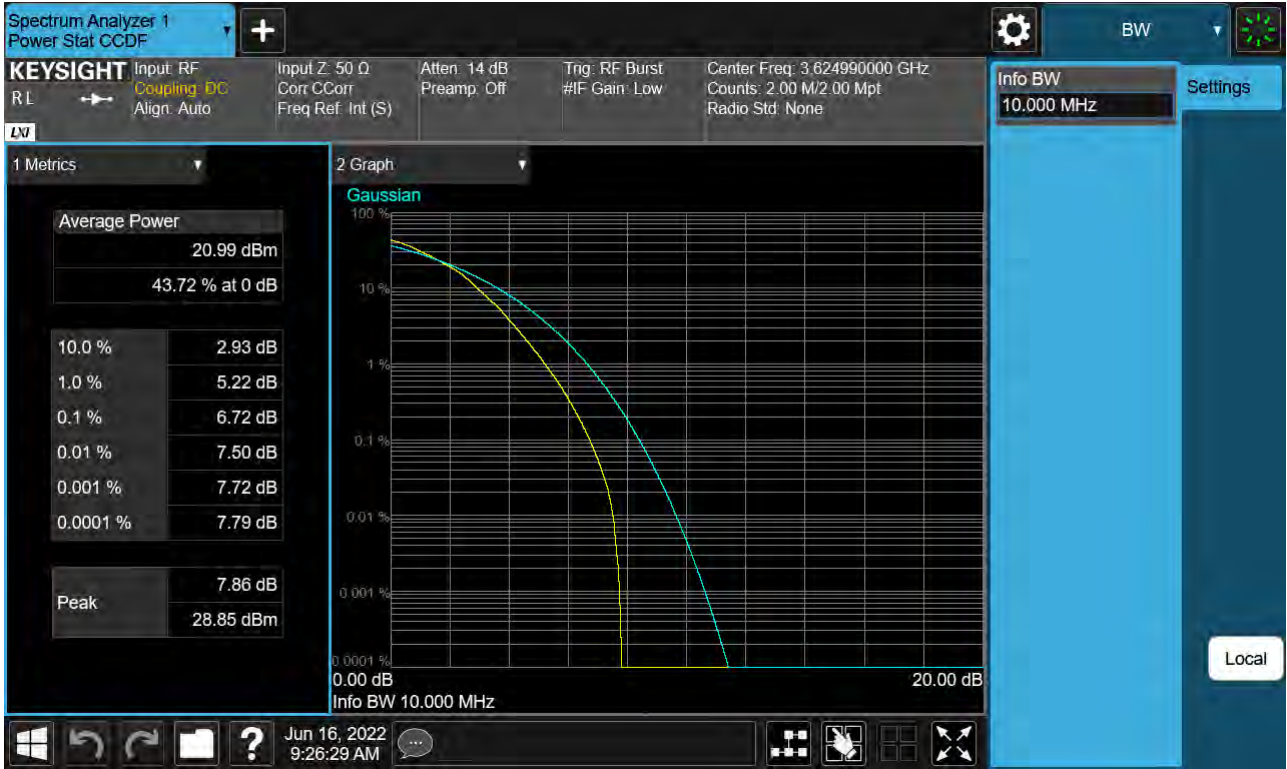 Spectrum Analyzer 1
Power Stat CCDF
+
BW
KEYSIGHT
RL
LXI
Input: RF
Coupling: DC
Align: Auto
Input Z: 50 Ω
Corr CCorr
Freq Ref: Int (S)
Atten: 14 dB
Preamp: Off
Trig: RF Burst
#IF Gain: Low
Center Freq: 3.624990000 GHz
Counts: 2.00 M/2.00 Mpt
Radio Std: None
Info BW
10.000 MHz
Settings
1 Metrics
Average Power
20.99 dBm
43.72 % at 0 dB
10.0 % 2.93 dB
1.0 % 5.22 dB
0.1 % 6.72 dB
0.01 % 7.50 dB
0.001 % 7.72 dB
0.0001 % 7.79 dB
Peak
7.86 dB
28.85 dBm
2 Graph
Gaussian
100 %
10 %
1 %
0.1 %
0.01 %
0.001 %
0.0001 %
0.00 dB
20.00 dB
Info BW 10.000 MHz
Local
?
Jun 16, 2022
9:26:29 AM